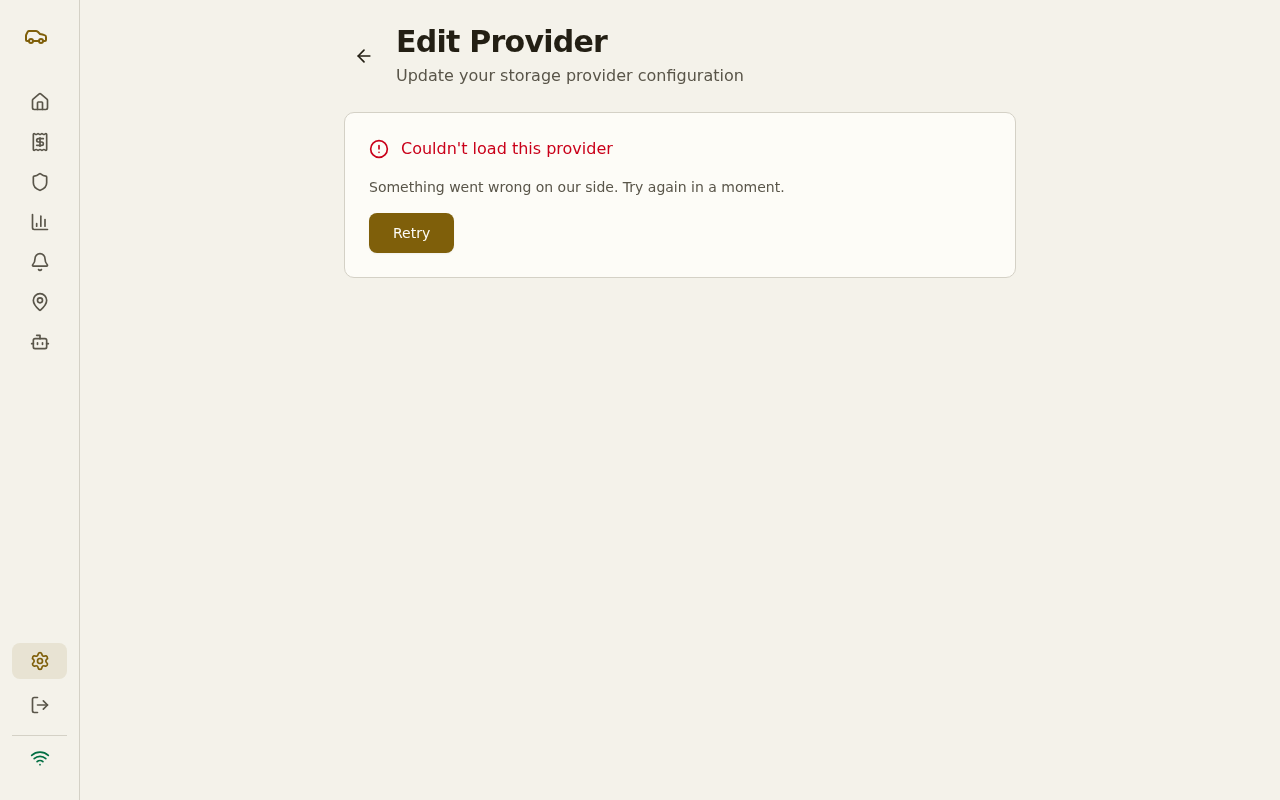 Edit Provider
Update your storage provider configuration
Couldn't load this provider
Something went wrong on our side. Try again in a moment.
Retry